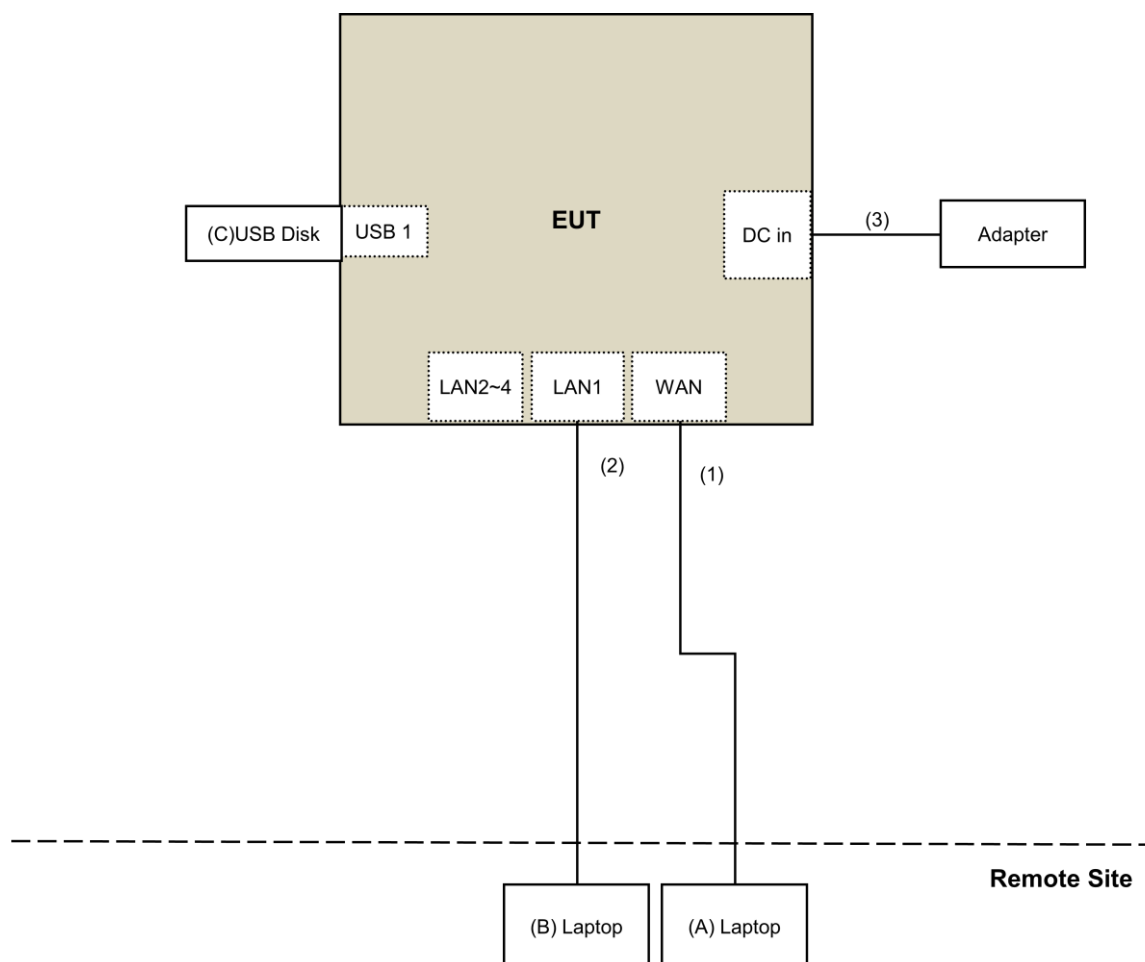 EUT
(C)USB Disk
USB 1
DC in
(3)
Adapter
LAN2~4
LAN1
WAN
(2)
(1)
Remote Site
(B) Laptop
(A) Laptop